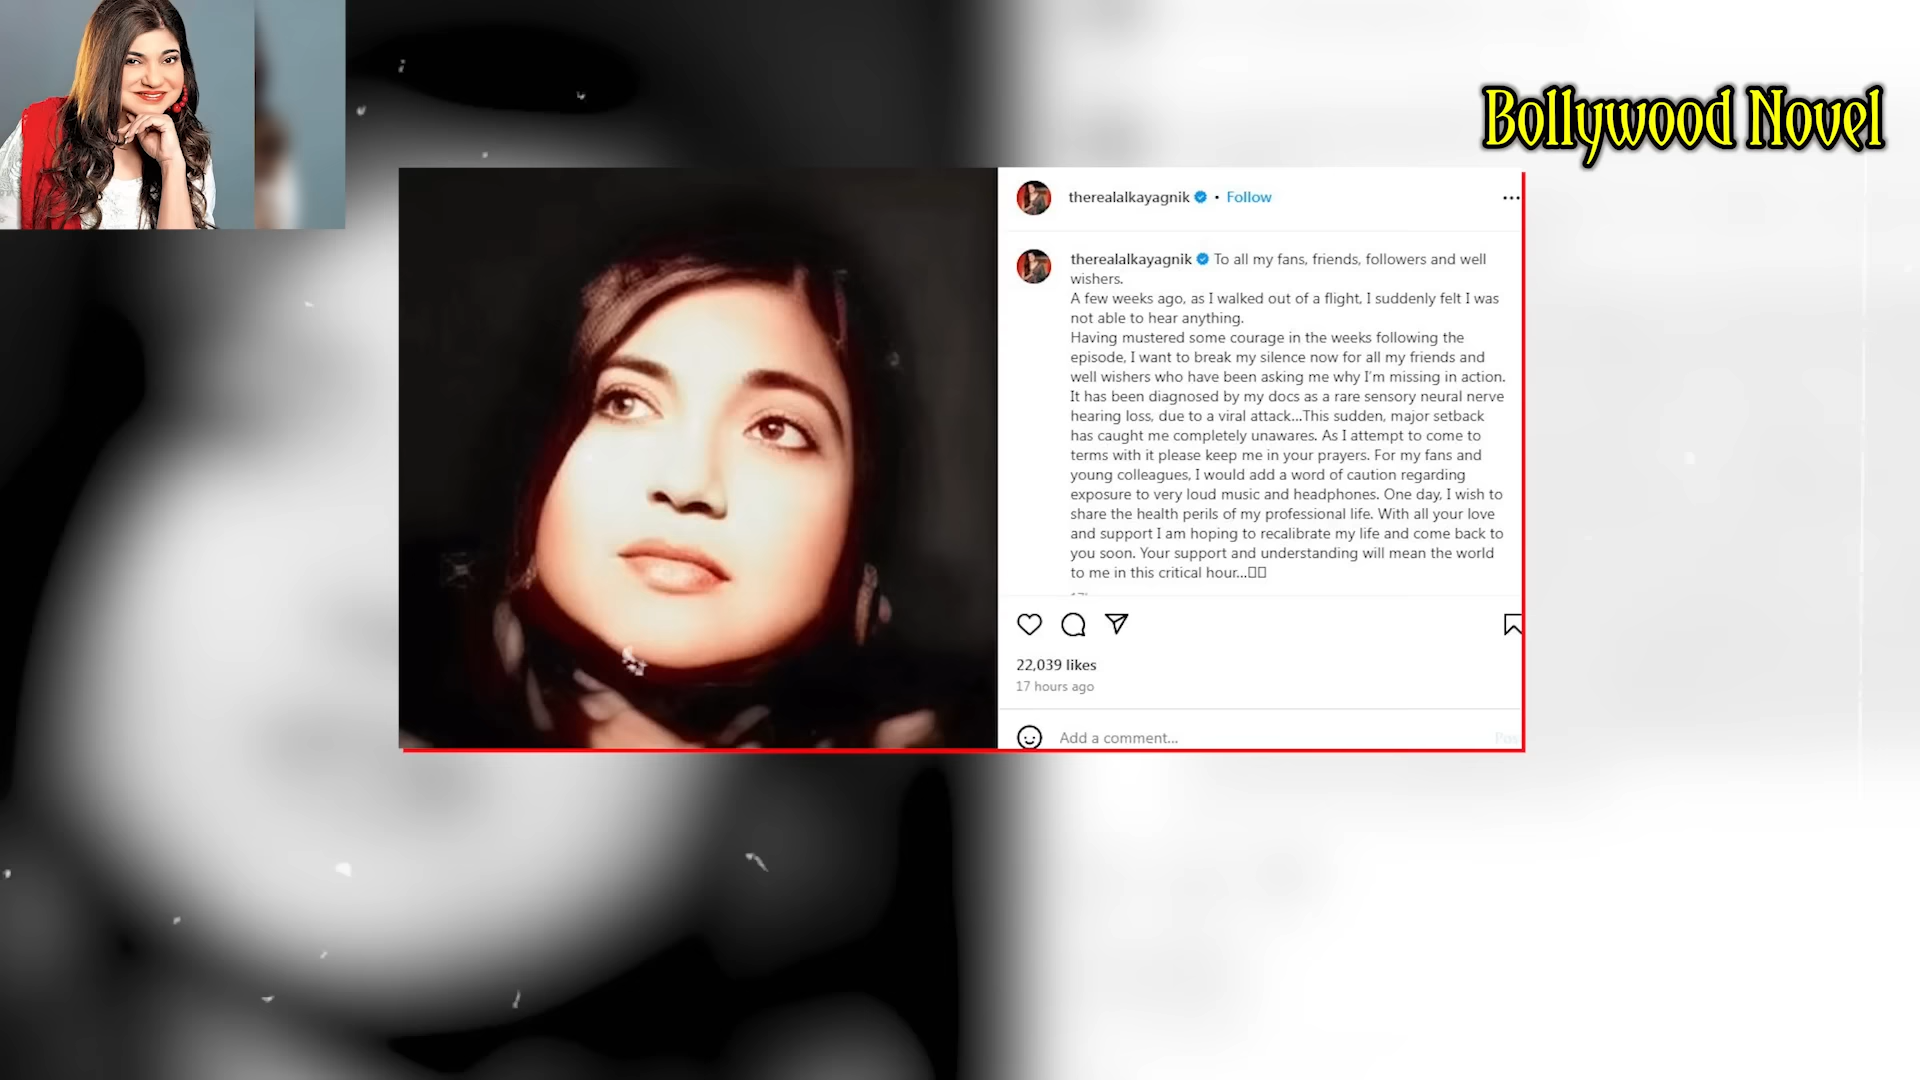 Bollywood Novel
therealalkayagnik • Follow
therealalkayagnik To all my fans, friends, followers and well
wishers.
A few weeks ago, as I walked out of a flight, I suddenly felt I was
not able to hear anything.
Having mustered some courage in the weeks following the
episode, I want to break my silence now for all my friends and
well wishers who have been asking me why I'm missing in action.
It has been diagnosed by my docs as a rare sensory neural nerve
hearing loss, due to a viral attack...This sudden, major setback
has caught me completely unawares. As I attempt to come to
terms with it please keep me in your prayers. For my fans and
young colleagues, I would add a word of caution regarding
exposure to very loud music and headphones. One day, I wish to
share the health perils of my professional life. With all your love
and support I am hoping to recalibrate my life and come back to
you soon. Your support and understanding will mean the world
to me in this critical hour...
22,039 likes
17 hours ago
Add a comment...